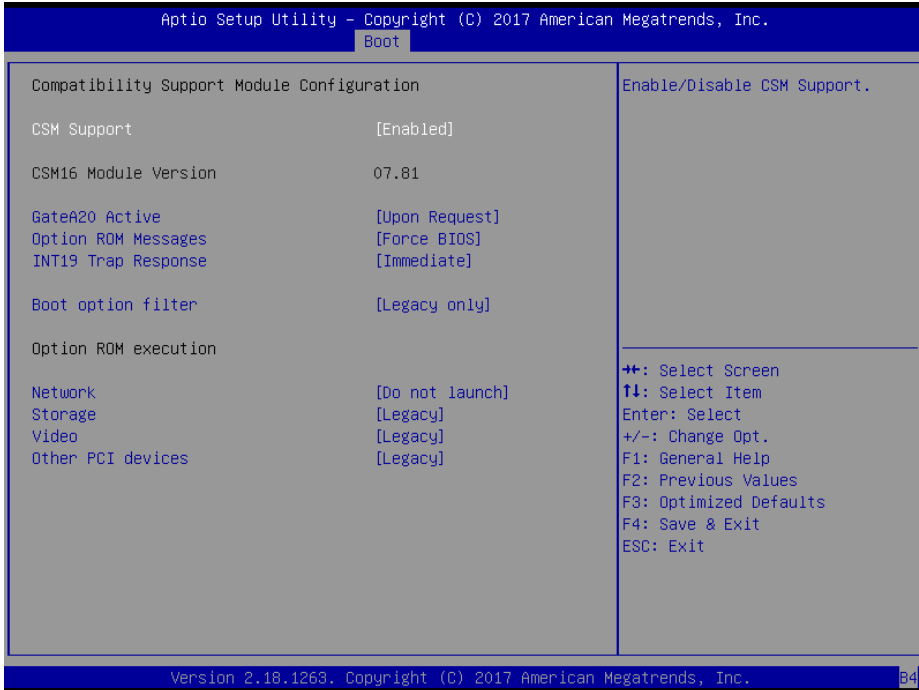 Aptio Setup Utility – Copyright (C) 2017 American Megatrends, Inc.
Boot
Compatibility Support Module Configuration
CSM Support [Enabled]
CSM16 Module Version 07.81
GateA20 Active [Upon Request]
Option ROM Messages [Force BIOS]
INT19 Trap Response [Immediate]
Boot option filter [Legacy only]
Option ROM execution
Network [Do not launch]
Storage [Legacy]
Video [Legacy]
Other PCI devices [Legacy]
Enable/Disable CSM Support.
→←: Select Screen
↑↓: Select Item
Enter: Select
+/-: Change Opt.
F1: General Help
F2: Previous Values
F3: Optimized Defaults
F4: Save & Exit
ESC: Exit
Version 2.18.1263. Copyright (C) 2017 American Megatrends, Inc.
B4